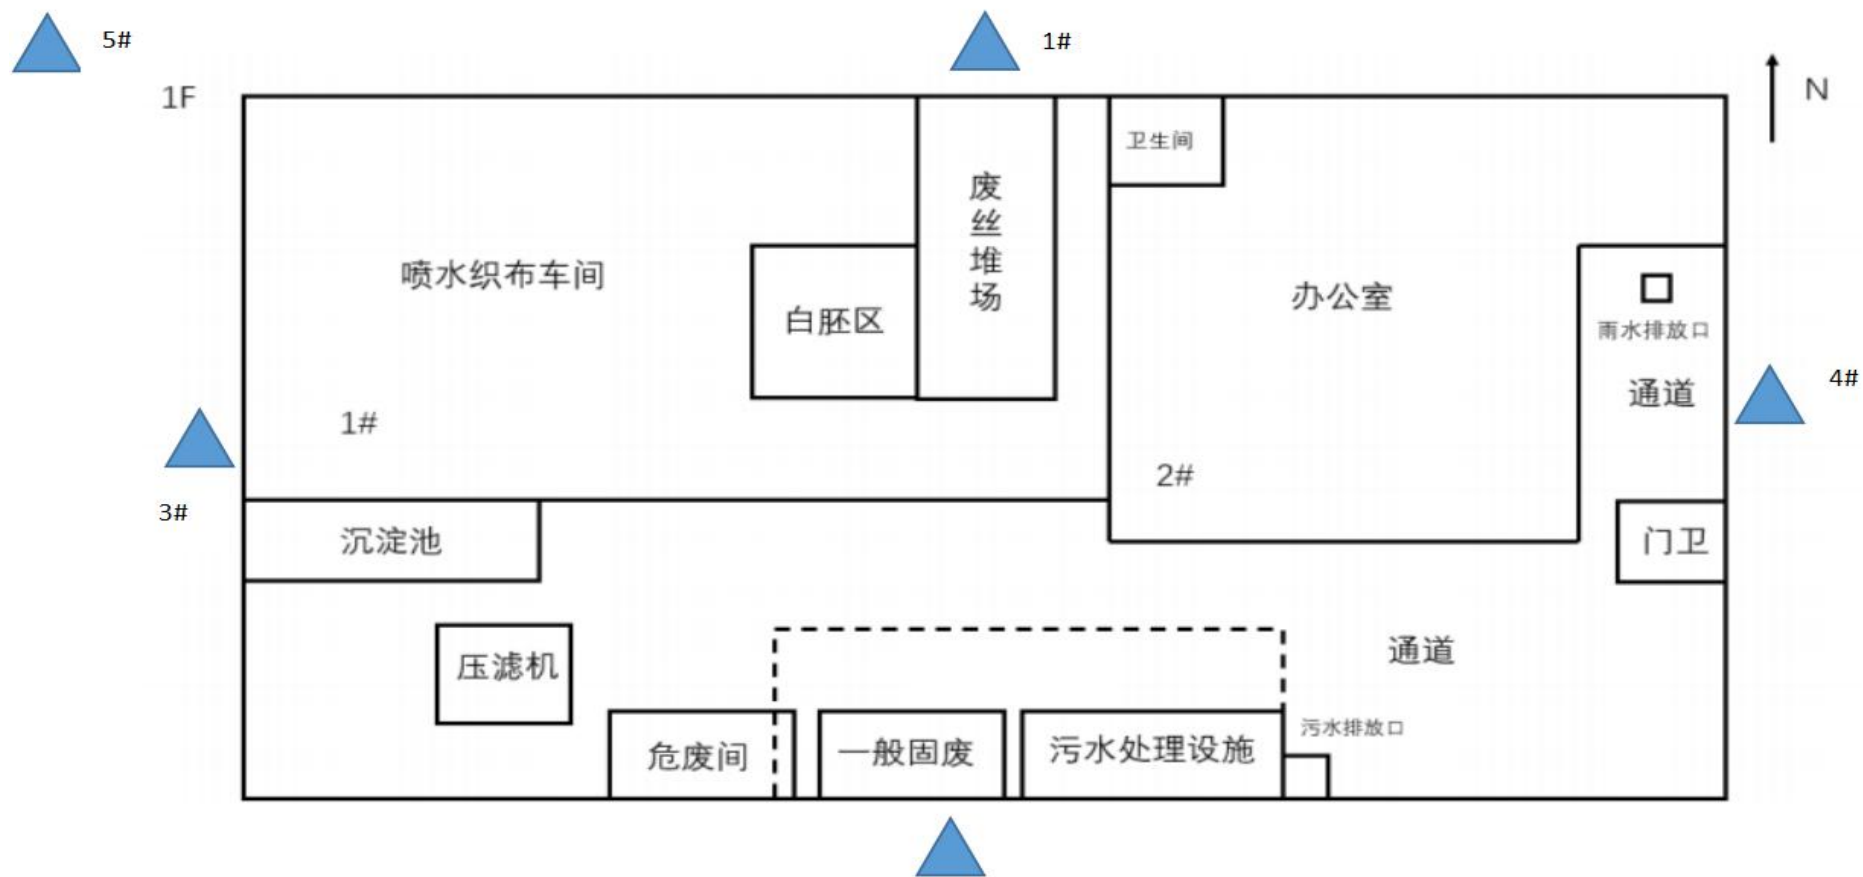 5#
1#
1F
N
卫生间
废丝堆场
喷水织布车间
白胚区
办公室
雨水排放口
通道
4#
1#
2#
3#
沉淀池
门卫
通道
压滤机
污水排放口
危废间
一般固废
污水处理设施